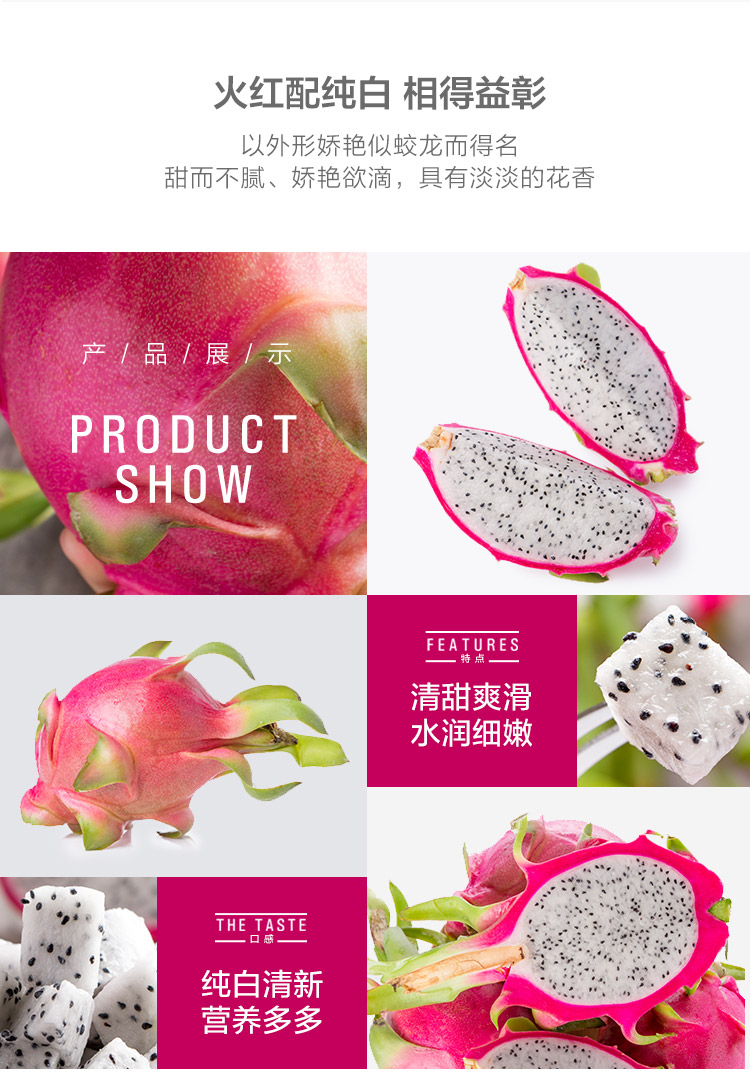 火红配纯白 相得益彰
以外形娇艳似蛟龙而得名
甜而不腻、娇艳欲滴，具有淡淡的花香
产/品/展/示
PRODUCT
SHOW
FEATURES
特点
清甜爽滑
水润细嫩
THE TASTE
口感
纯白清新
营养多多